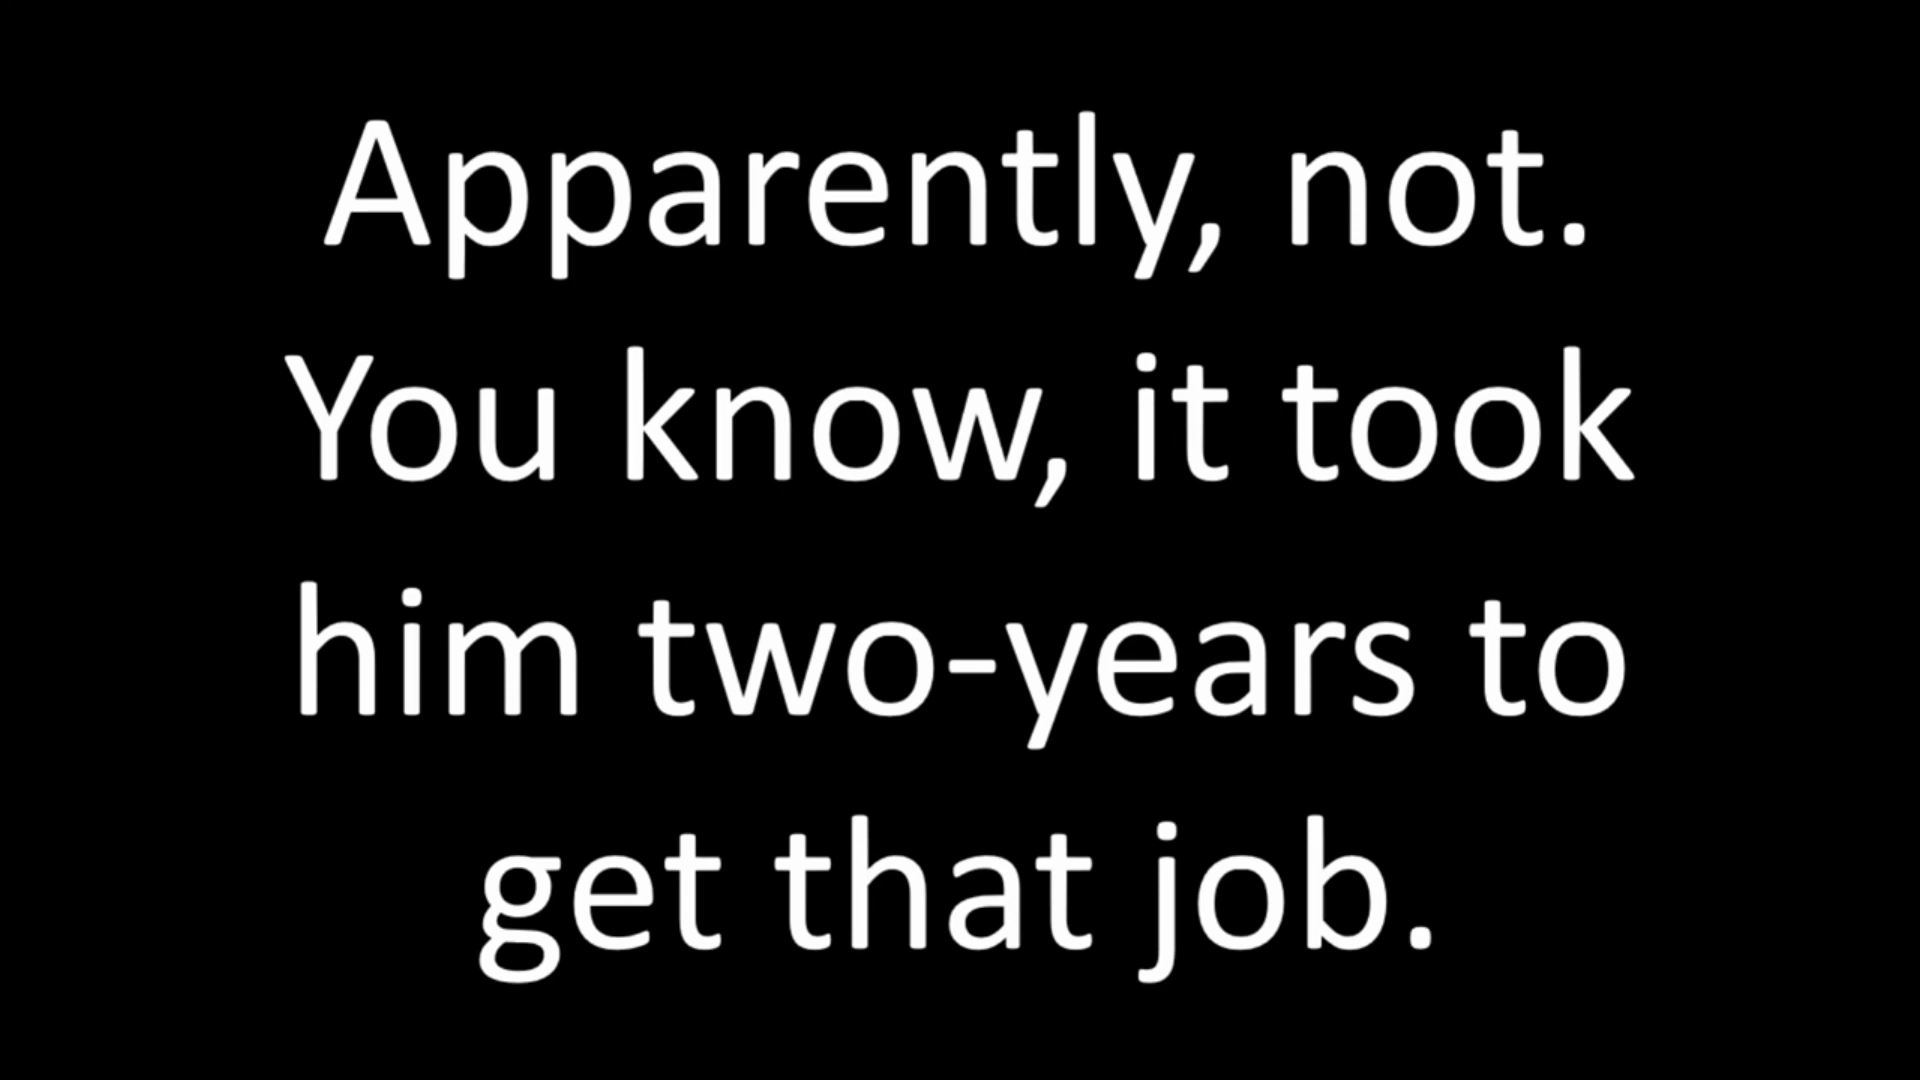 Apparently, not.
You know, it took
him two-years to
get that job.